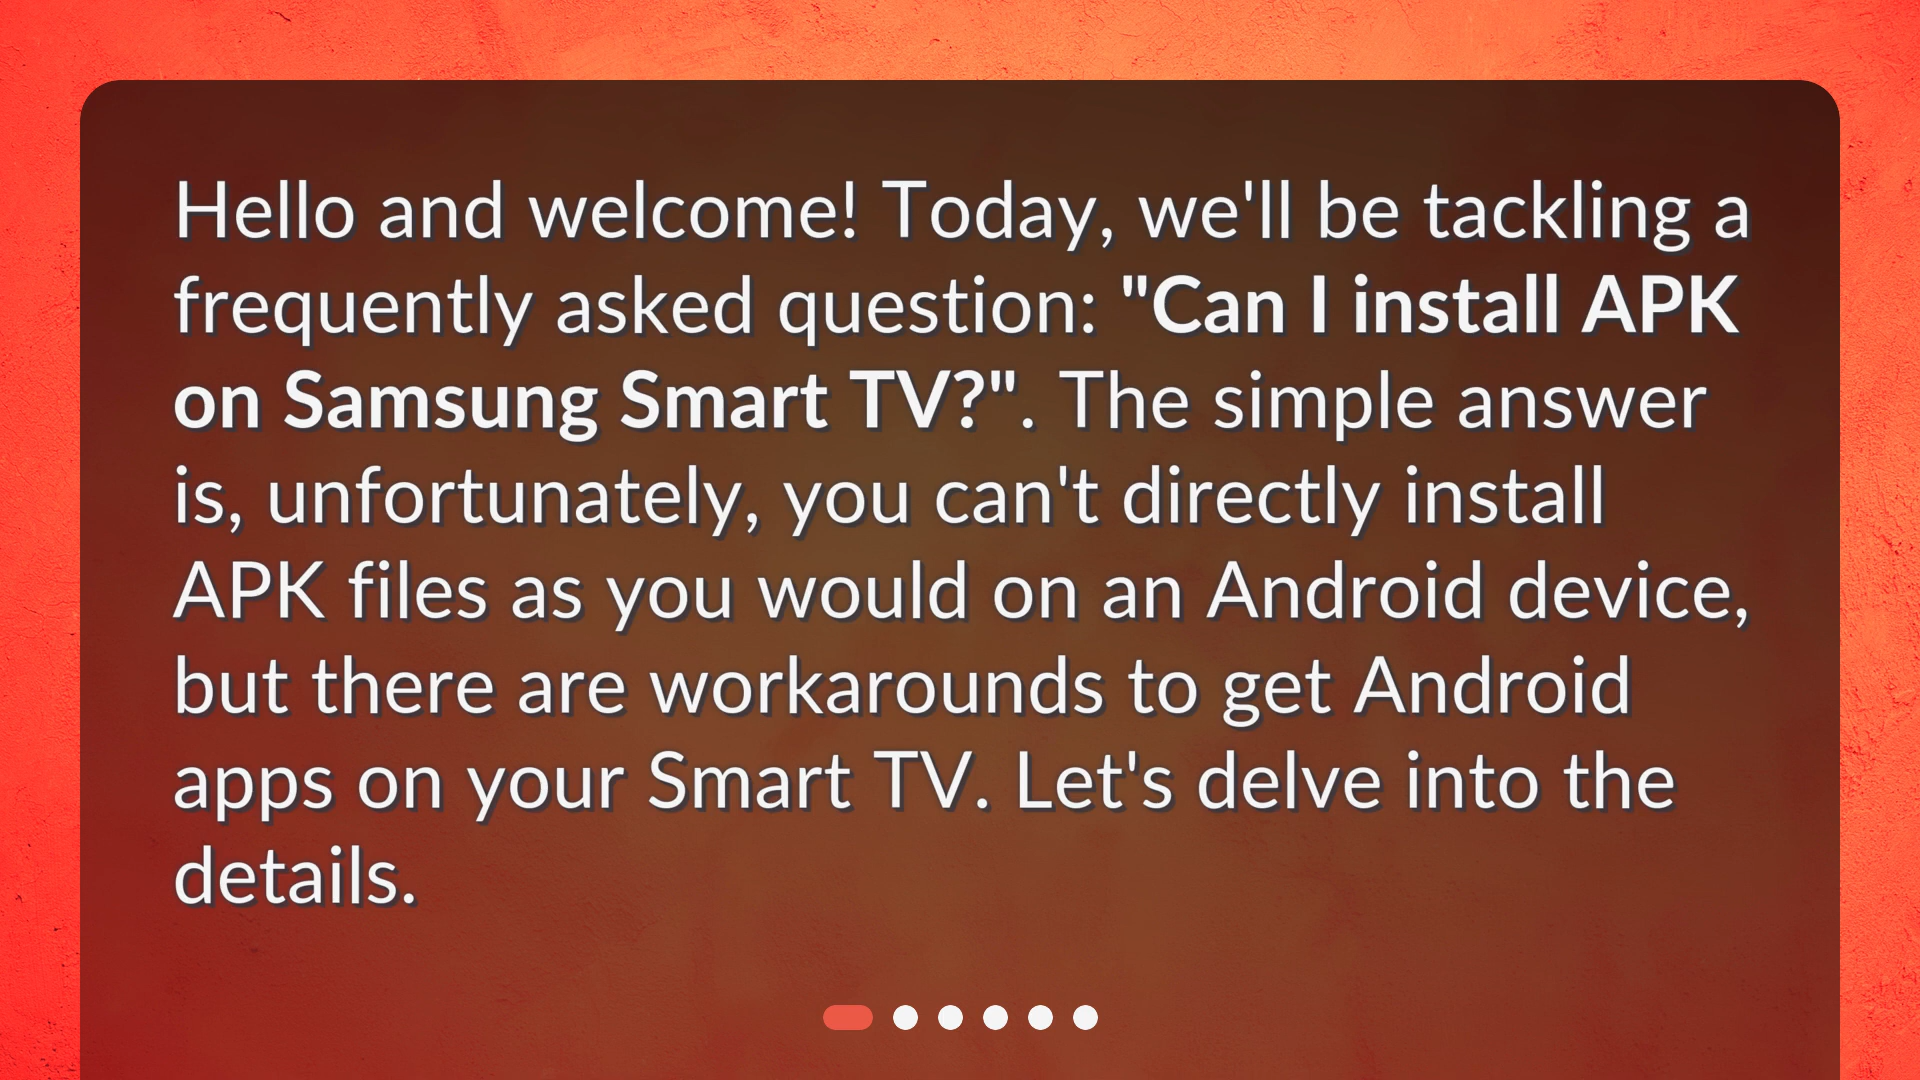 Hello and welcome! Today, we'll be tackling a
frequently asked question: "Can I install APK
on Samsung Smart TV?". The simple answer
is, unfortunately, you can't directly install
APK files as you would on an Android device,
but there are workarounds to get Android
apps on your Smart TV. Let's delve into the
details.